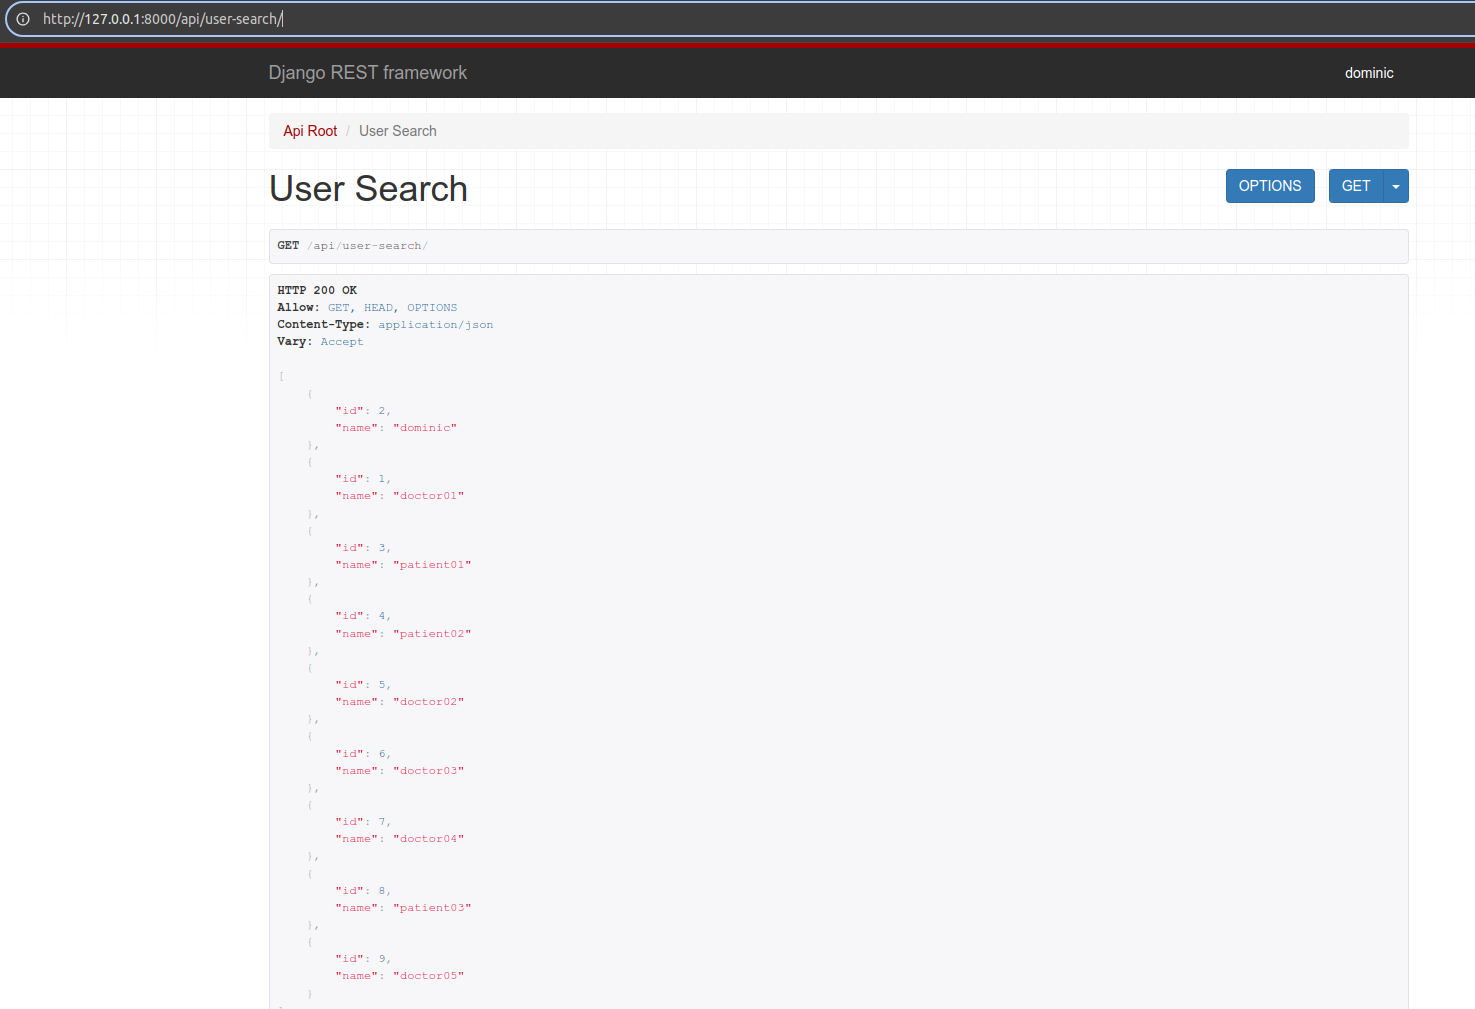 http://127.0.0.1:8000/api/user-search/
Django REST framework
dominic
Api Root / User Search
User Search
OPTIONS
GET
GET /api/user-search/
HTTP 200 OK
Allow: GET, HEAD, OPTIONS
Content-Type: application/json
Vary: Accept
[
{
"id": 2,
"name": "dominic"
},
{
"id": 1,
"name": "doctor01"
},
{
"id": 3,
"name": "patient01"
},
{
"id": 4,
"name": "patient02"
},
{
"id": 5,
"name": "doctor02"
},
{
"id": 6,
"name": "doctor03"
},
{
"id": 7,
"name": "doctor04"
},
{
"id": 8,
"name": "patient03"
},
{
"id": 9,
"name": "doctor05"
}